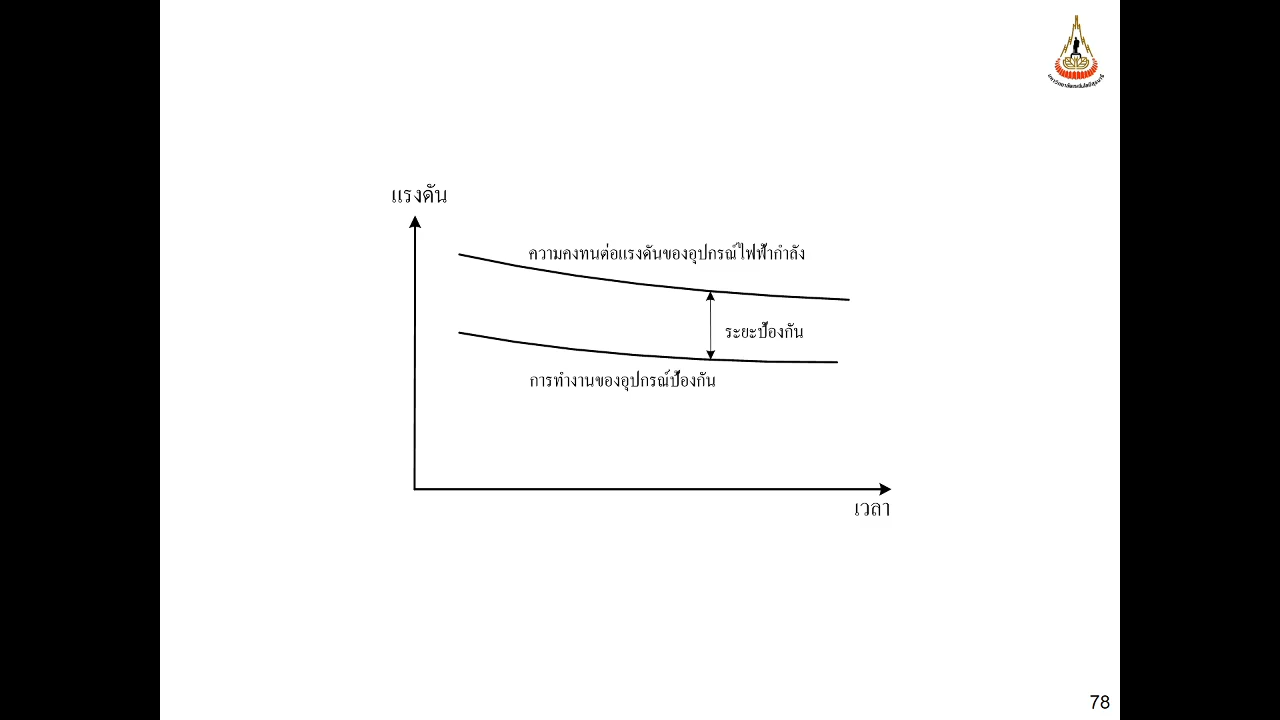 แรงดัน
ความคงทนต่อแรงดันของอุปกรณ์ไฟฟ้ากำลัง
ระยะป้องกัน
การทำงานของอุปกรณ์ป้องกัน
เวลา
78